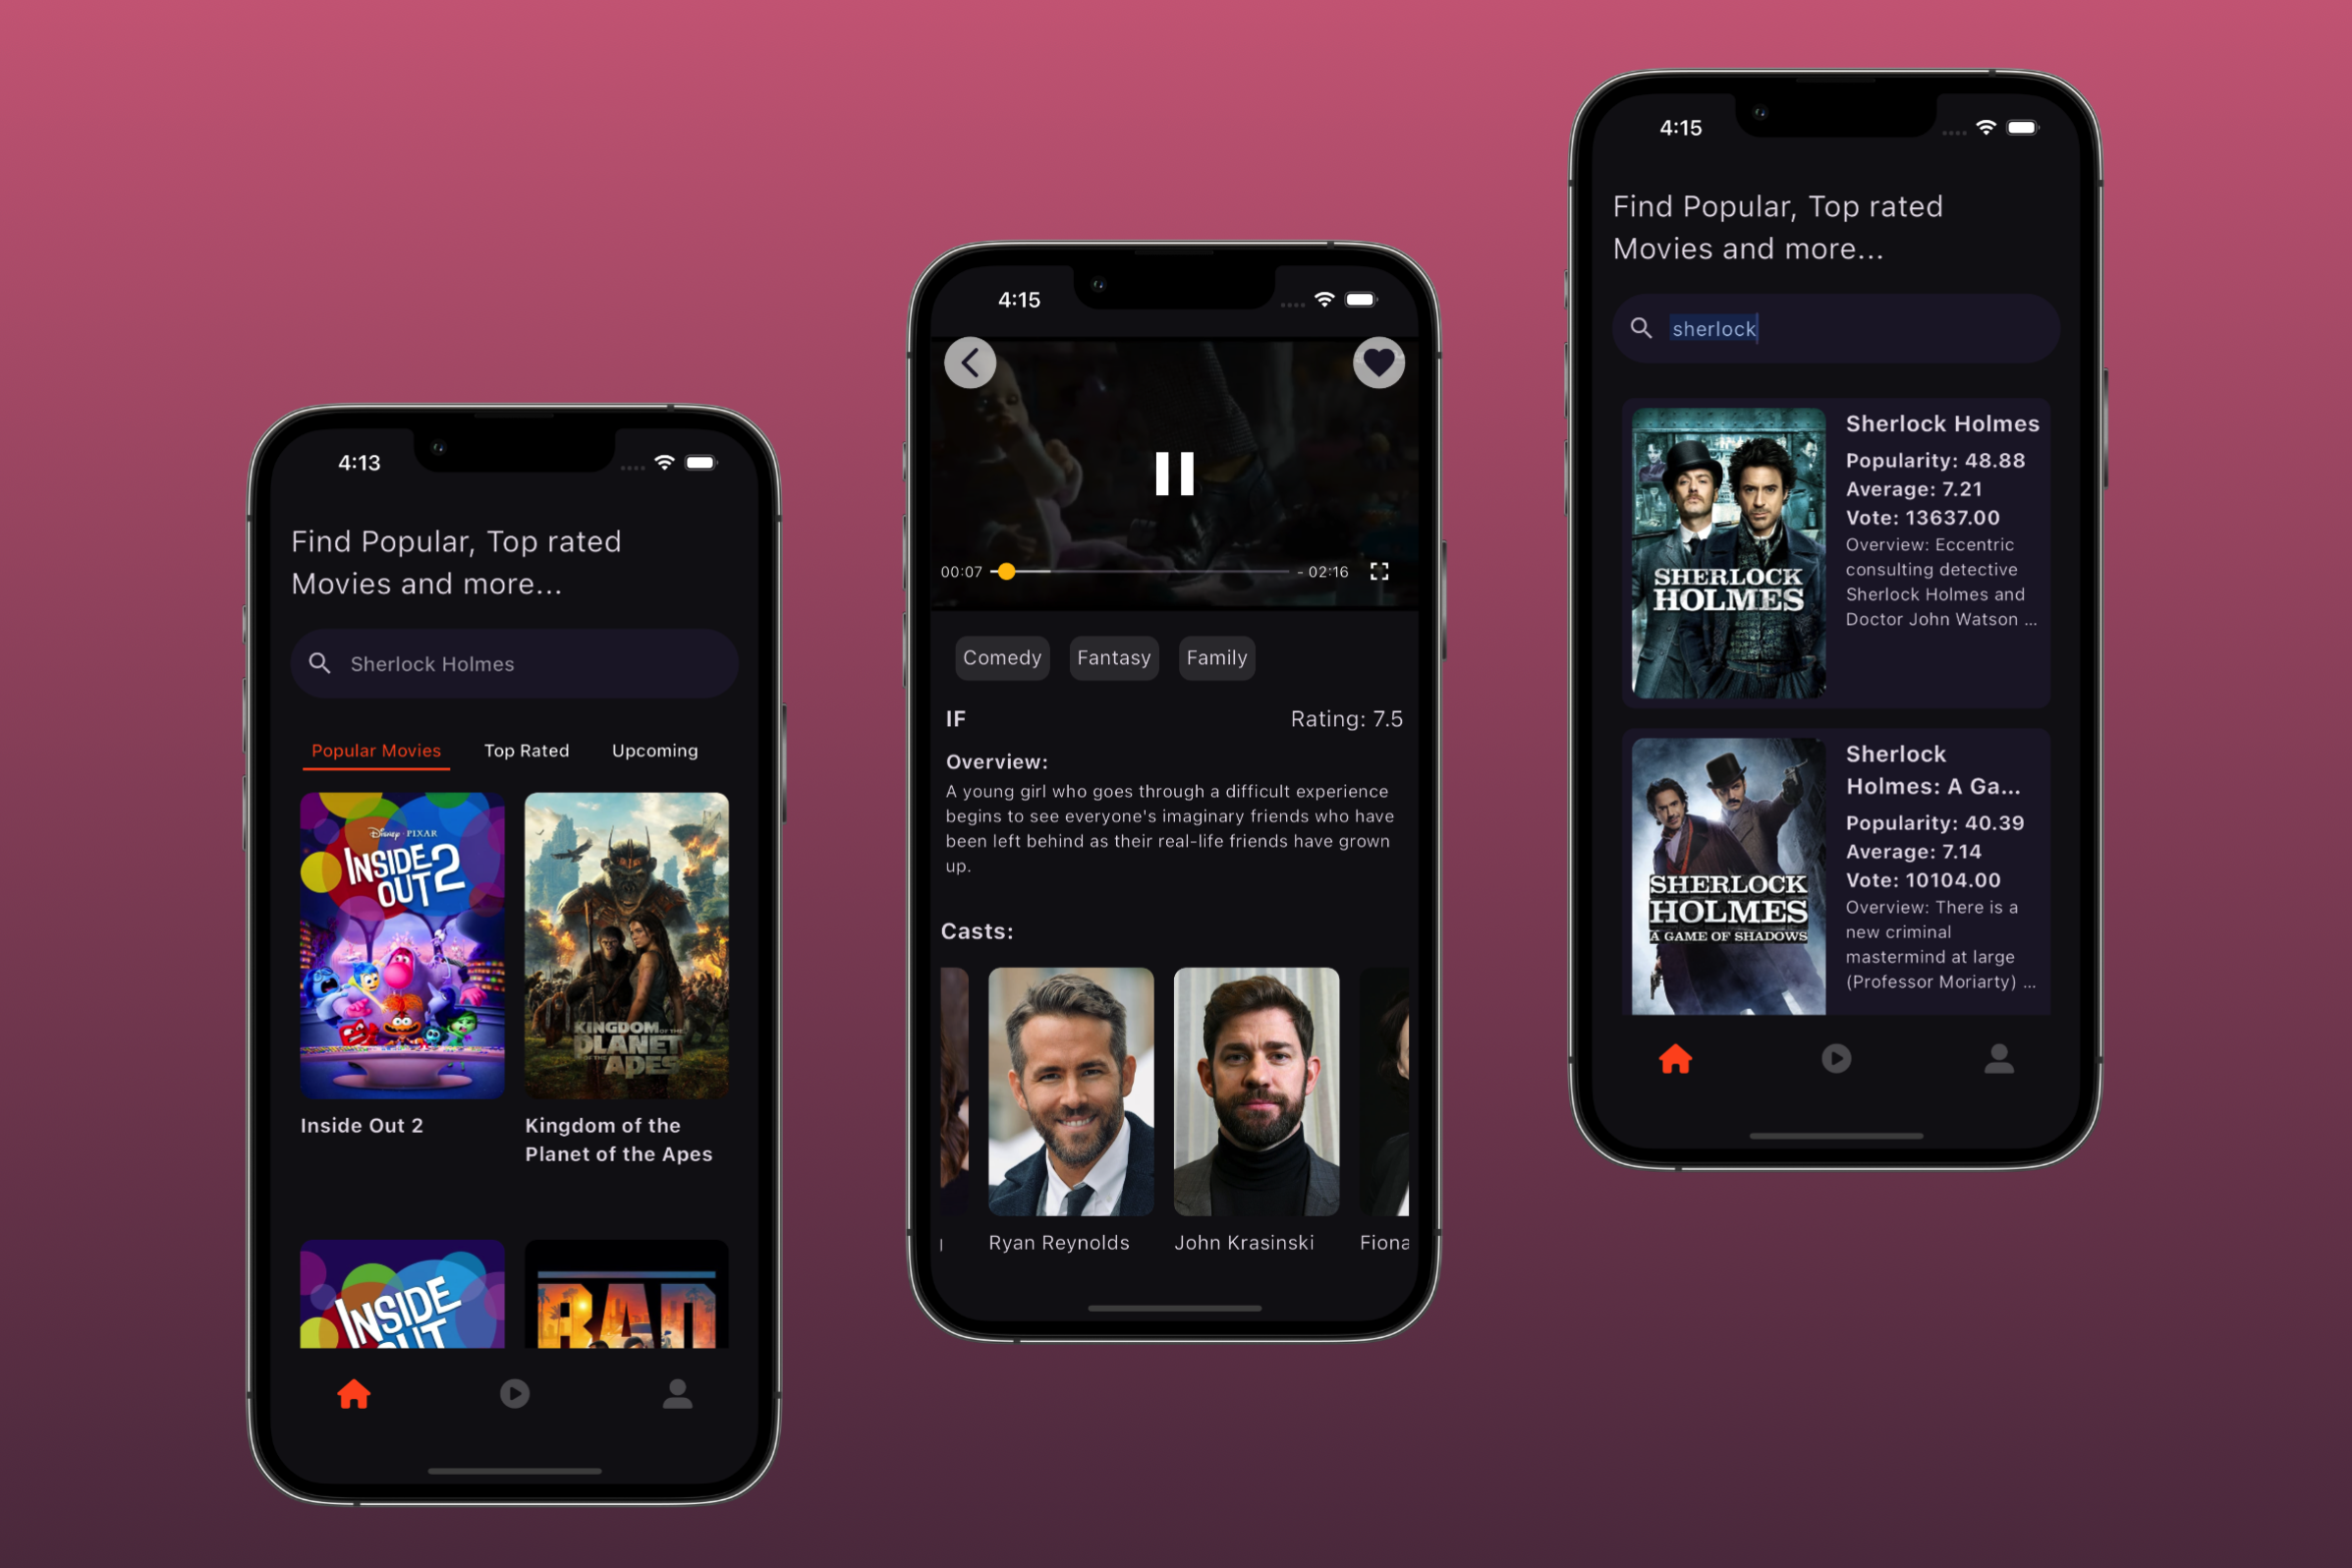 4:13
Find Popular, Top rated
Movies and more...
Sherlock Holmes
Popular Movies Top Rated Upcoming
Disney · PIXAR
INSIDE
OUT 2
KINGDOM OF THE
PLANET
OF THE APES
Inside Out 2
Kingdom of the
Planet of the Apes
INSIDE
OUT
BAD
4:15
00:07 - 02:16
Comedy Fantasy Family
IF Rating: 7.5
Overview:
A young girl who goes through a difficult experience
begins to see everyone's imaginary friends who have
been left behind as their real-life friends have grown
up.
Casts:
Ryan Reynolds John Krasinski Fiona
4:15
Find Popular, Top rated
Movies and more...
sherlock
SHERLOCK
HOLMES
Sherlock Holmes
Popularity: 48.88
Average: 7.21
Vote: 13637.00
Overview: Eccentric
consulting detective
Sherlock Holmes and
Doctor John Watson ...
SHERLOCK
HOLMES
A GAME OF SHADOWS
Sherlock
Holmes: A Ga...
Popularity: 40.39
Average: 7.14
Vote: 10104.00
Overview: There is a
new criminal
mastermind at large
(Professor Moriarty) ...